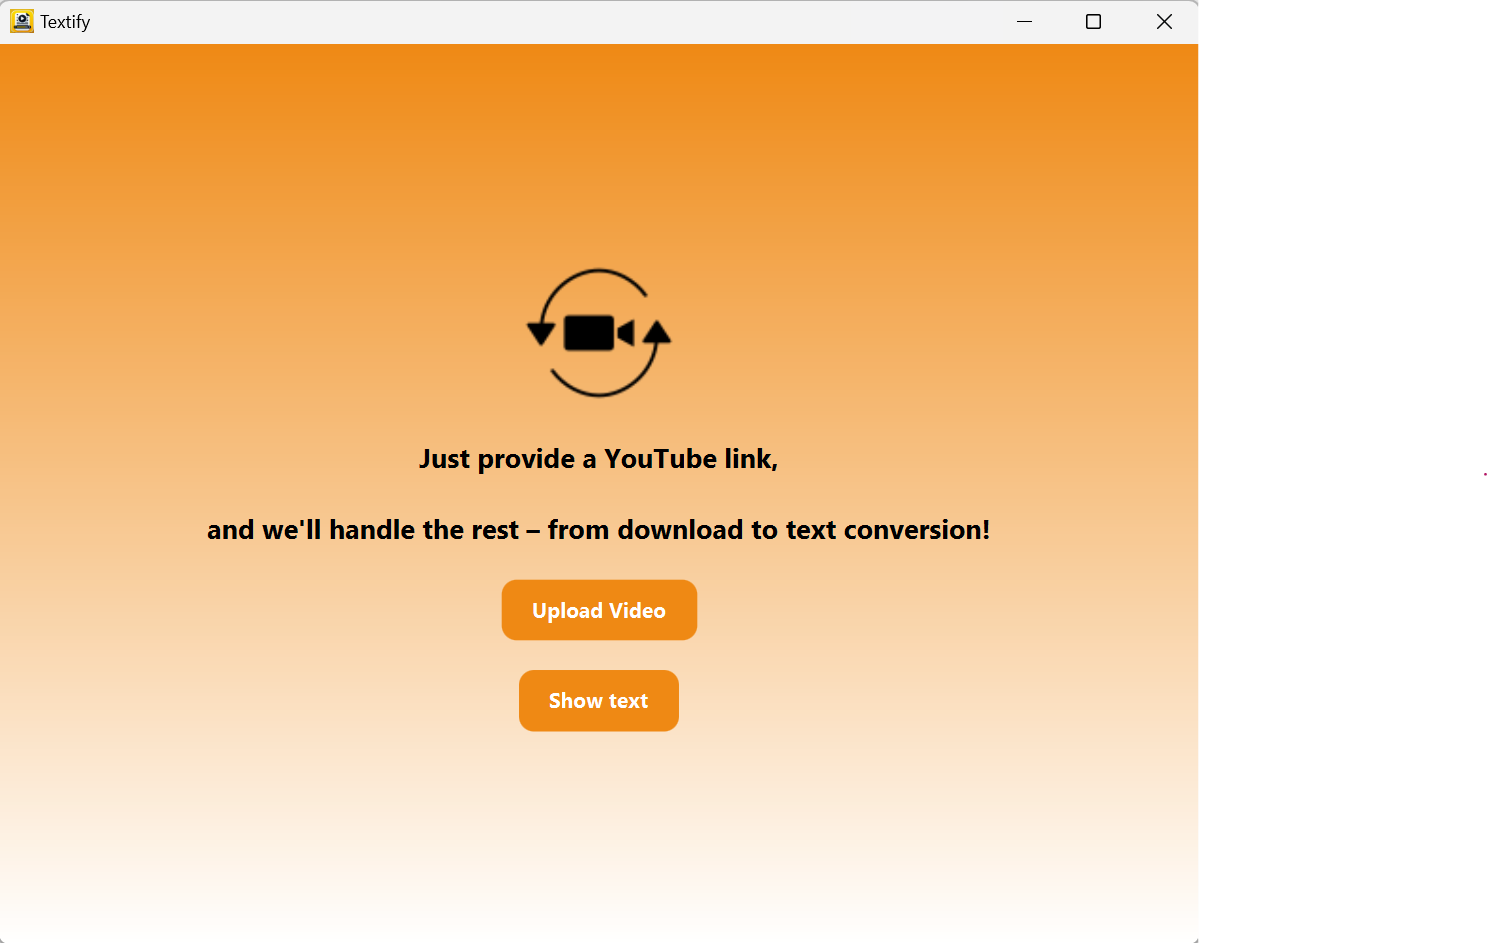 Textify
Just provide a YouTube link,
and we'll handle the rest – from download to text conversion!
Upload Video
Show text